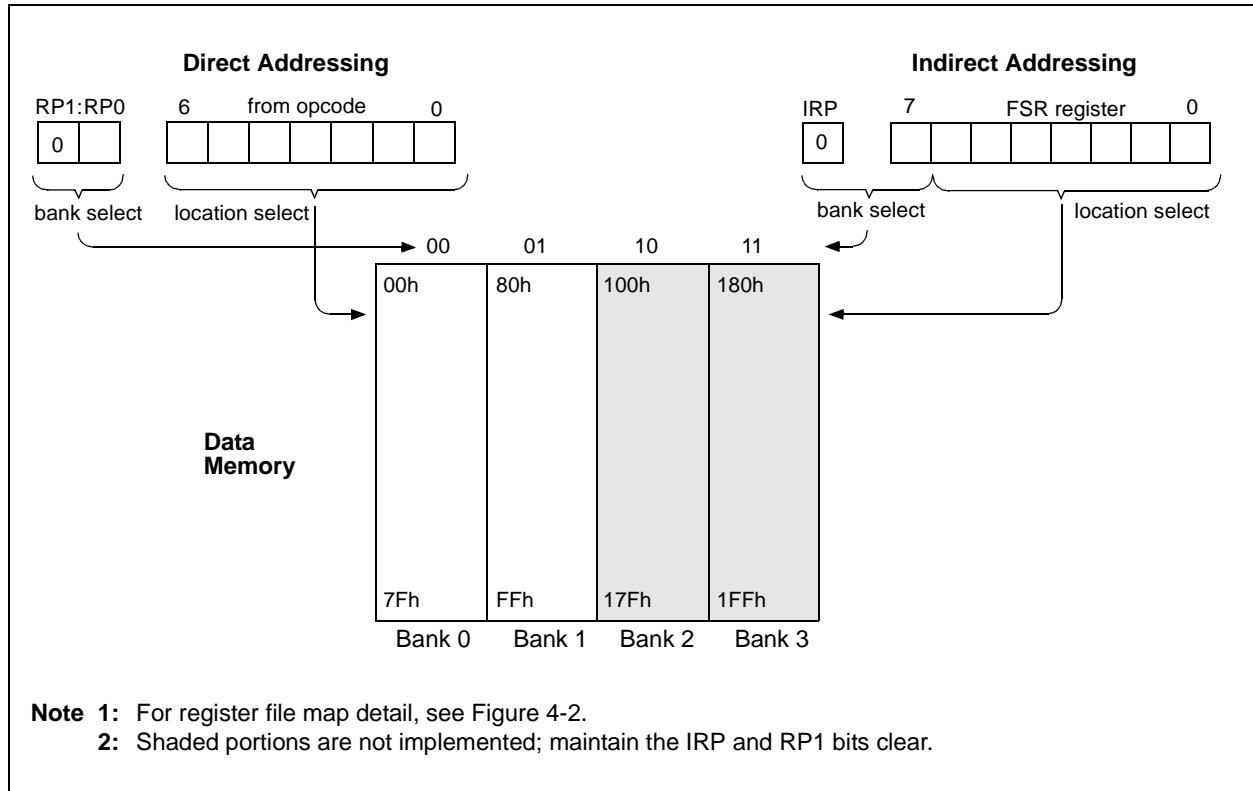 Direct Addressing
Indirect Addressing
RP1:RP0 6 from opcode 0
IRP 7 FSR register 0
0
0
bank select location select
bank select location select
00 01 10 11
00h 80h 100h 180h
Data
Memory
7Fh FFh 17Fh 1FFh
Bank 0 Bank 1 Bank 2 Bank 3
Note 1: For register file map detail, see Figure 4-2.
2: Shaded portions are not implemented; maintain the IRP and RP1 bits clear.